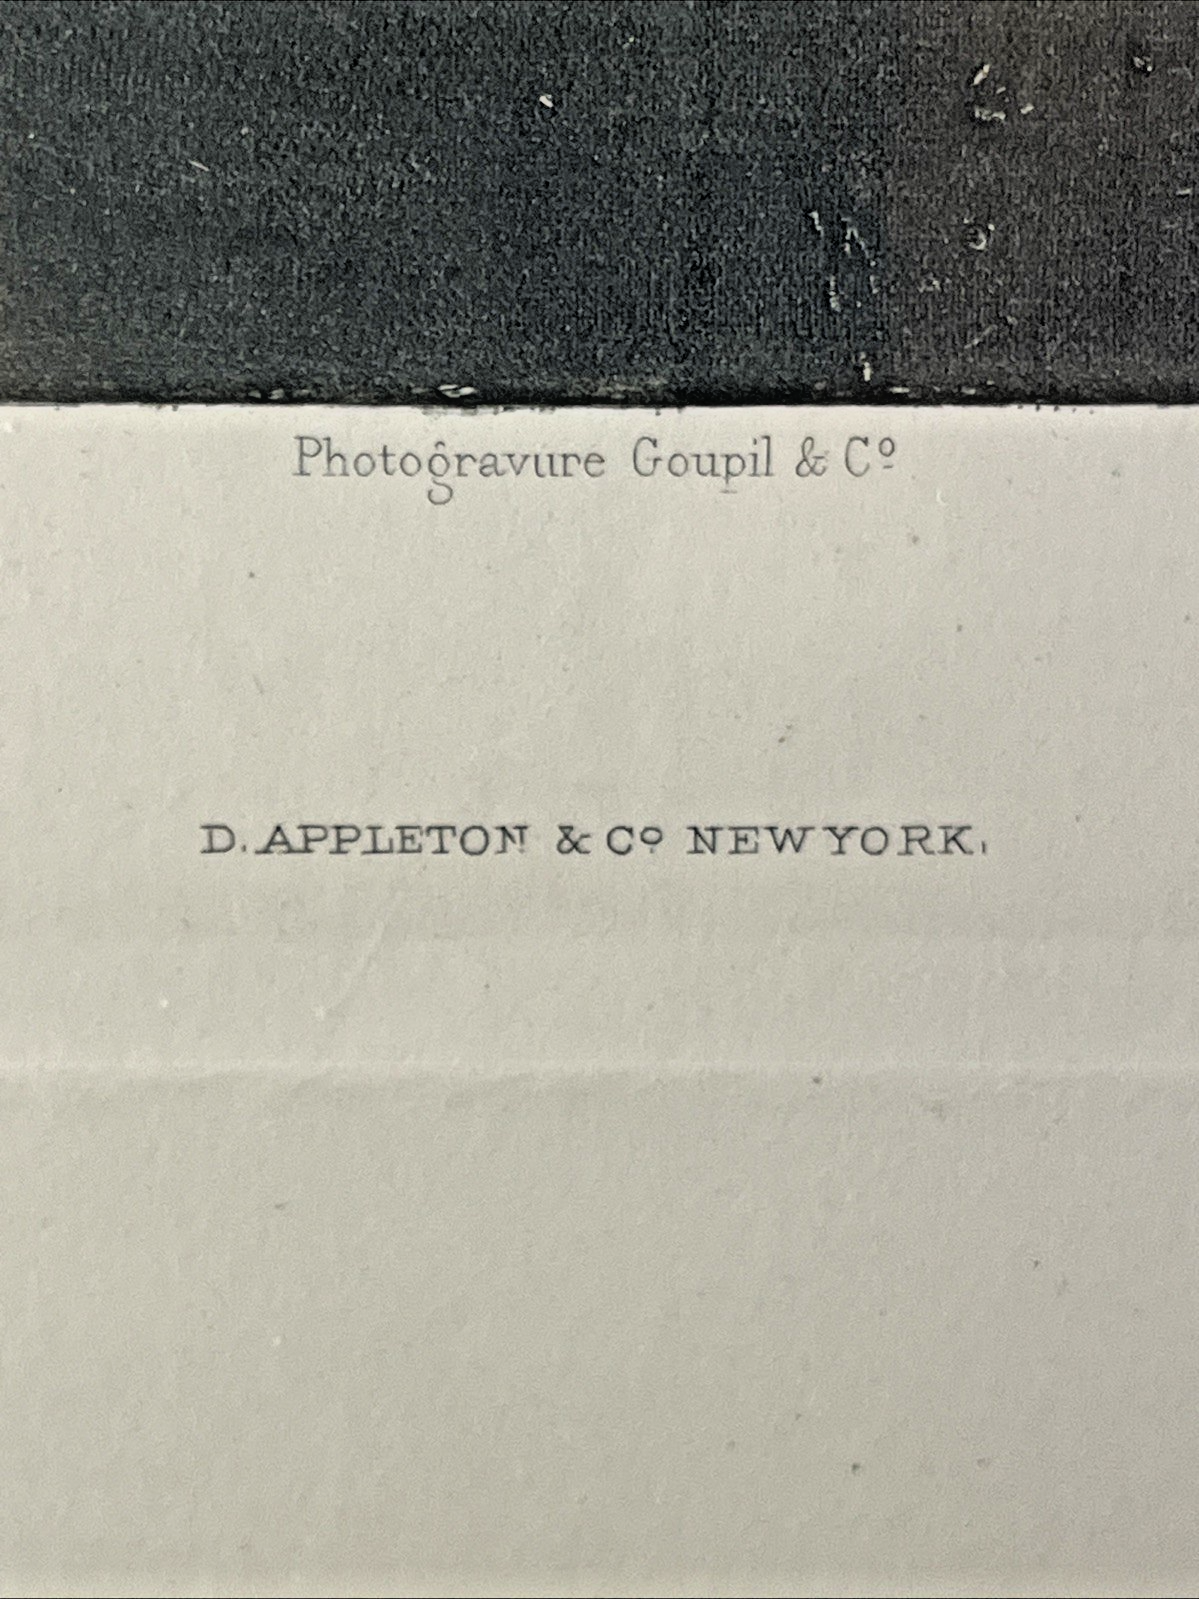 Photogravure Goupil & Cº
D. APPLETON & Cº NEW YORK.